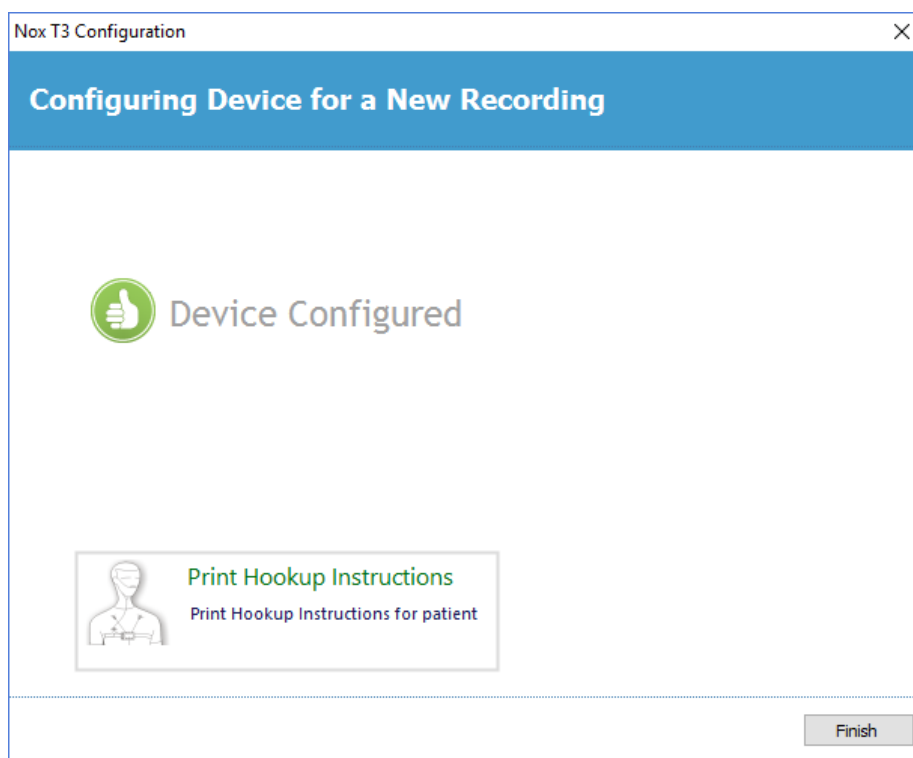 Nox T3 Configuration
Configuring Device for a New Recording
Device Configured
Print Hookup Instructions
Print Hookup Instructions for patient
Finish